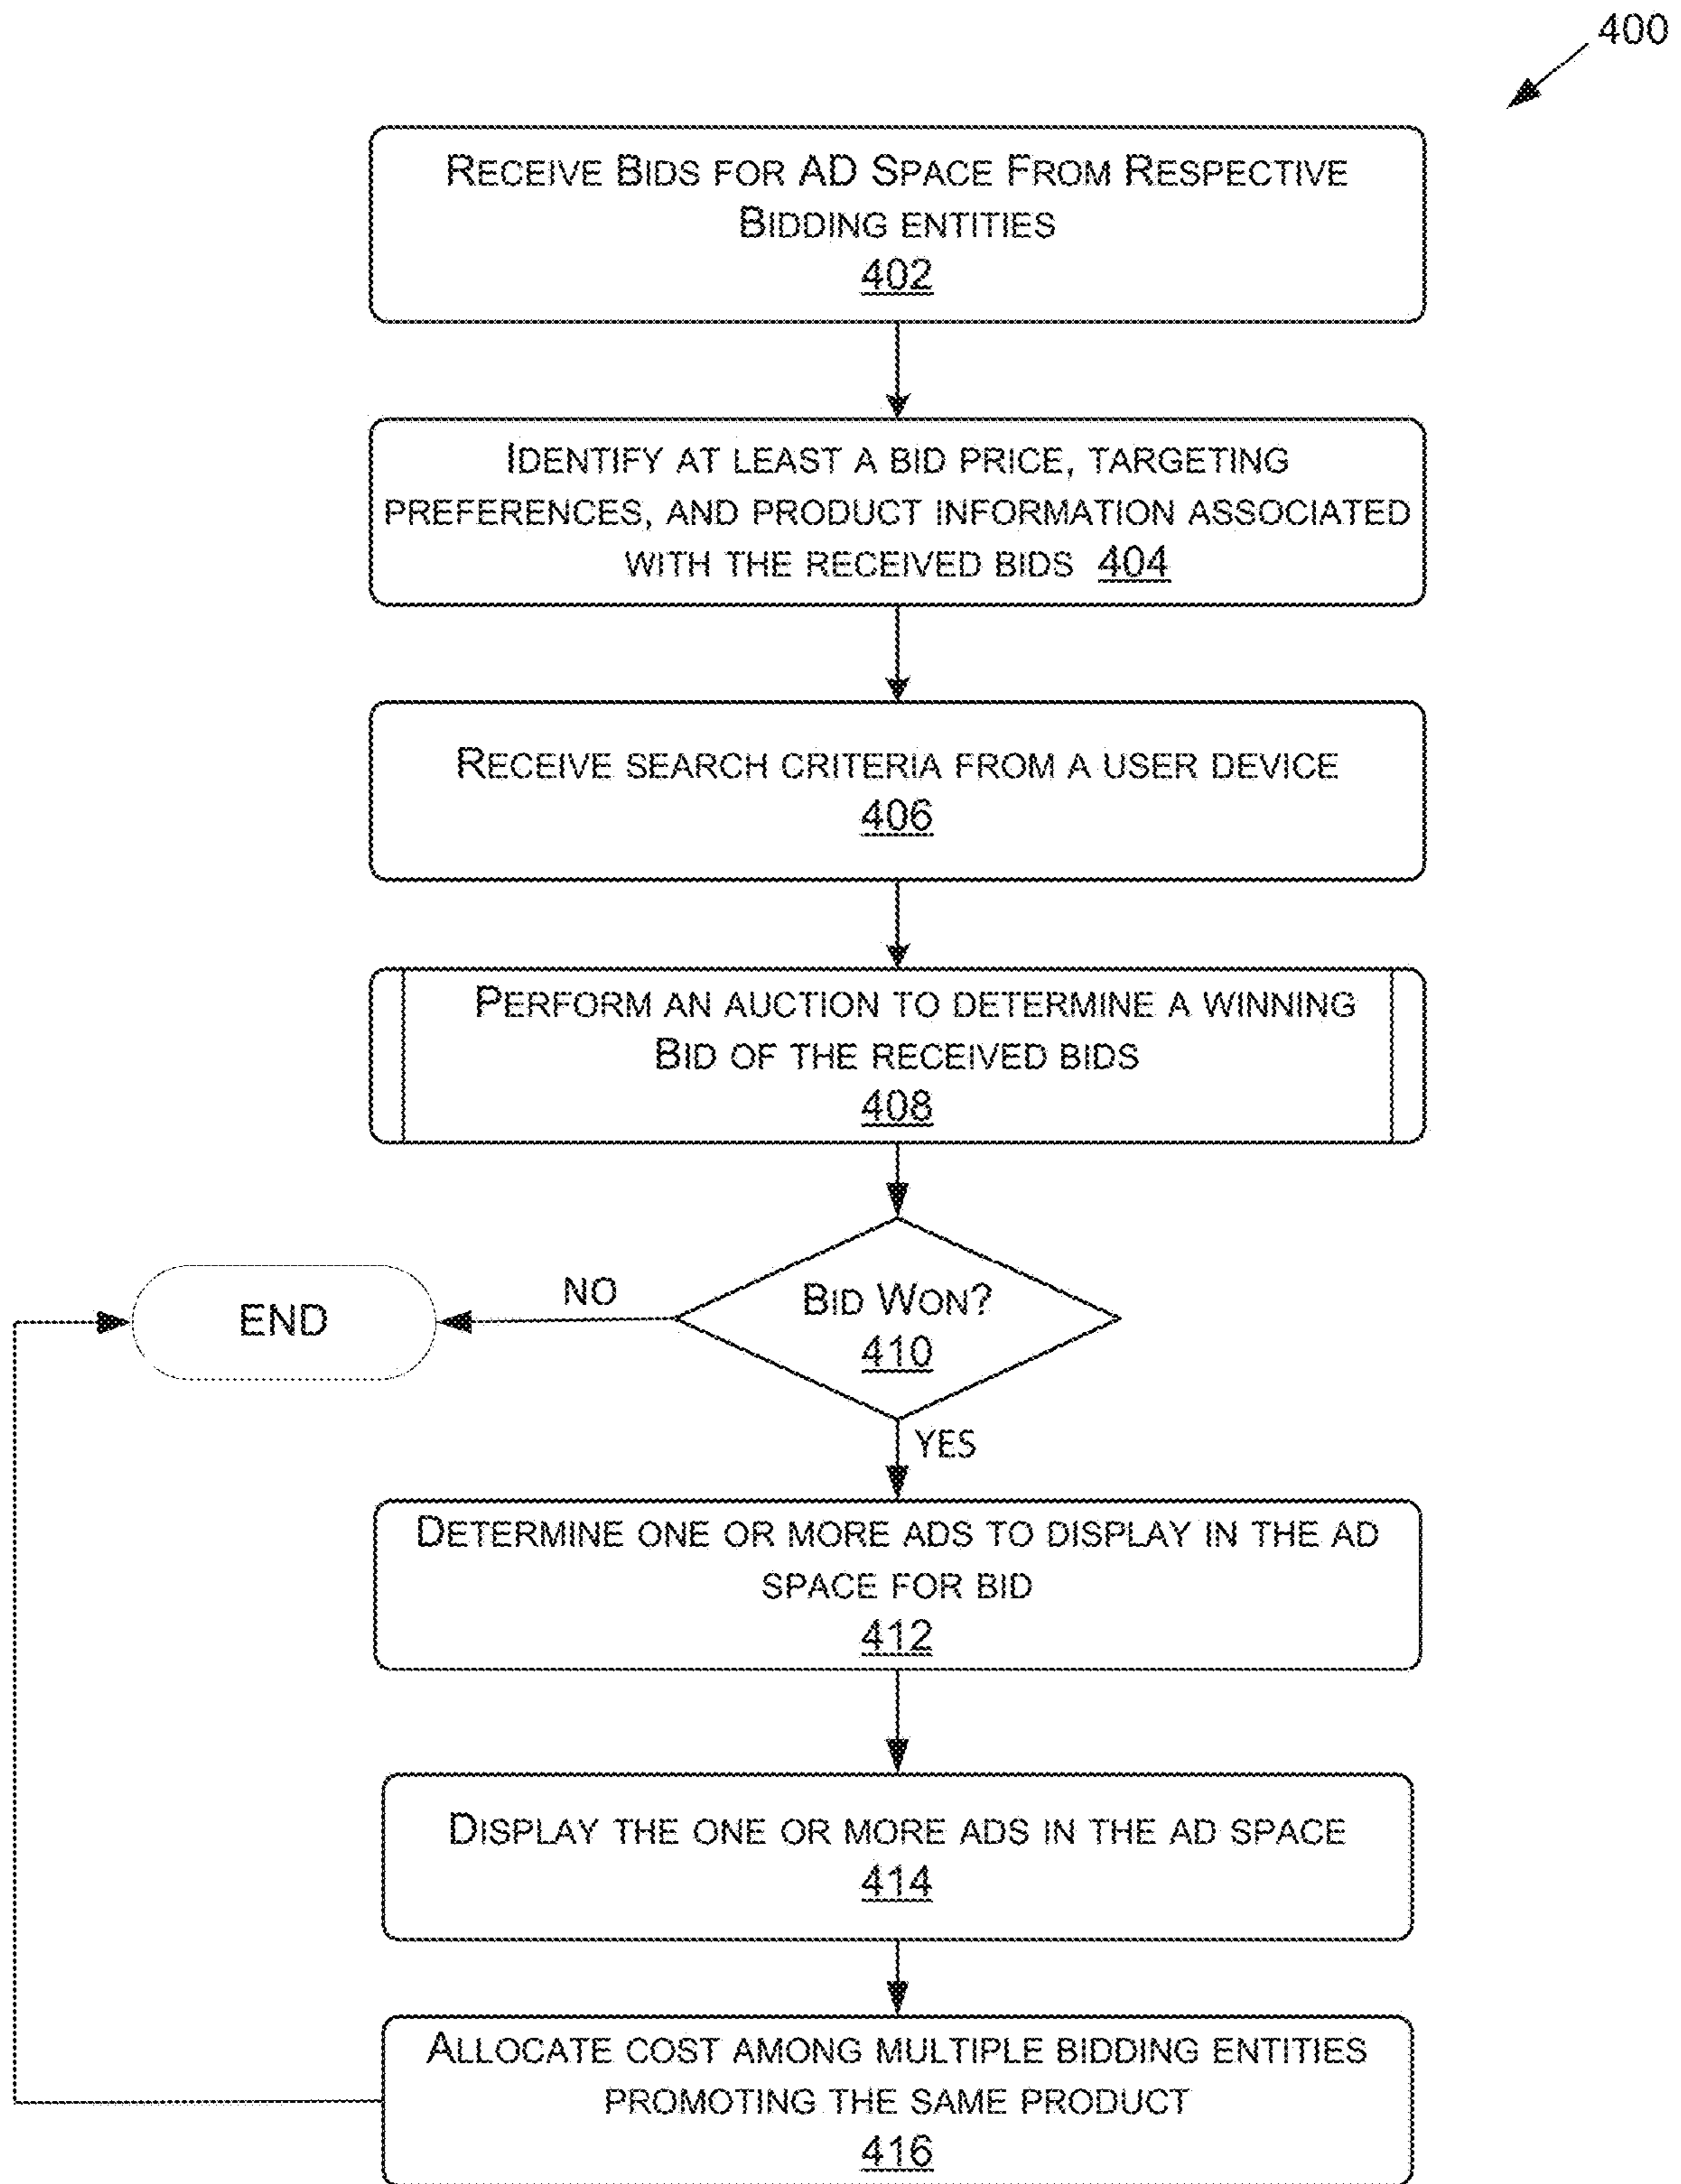 400
RECEIVE BIDS FOR AD SPACE FROM RESPECTIVE
BIDDING ENTITIES
402
IDENTIFY AT LEAST A BID PRICE, TARGETING
PREFERENCES, AND PRODUCT INFORMATION ASSOCIATED
WITH THE RECEIVED BIDS 404
RECEIVE SEARCH CRITERIA FROM A USER DEVICE
406
PERFORM AN AUCTION TO DETERMINE A WINNING
BID OF THE RECEIVED BIDS
408
BID WON?
410
NO
END
YES
DETERMINE ONE OR MORE ADS TO DISPLAY IN THE AD
SPACE FOR BID
412
DISPLAY THE ONE OR MORE ADS IN THE AD SPACE
414
ALLOCATE COST AMONG MULTIPLE BIDDING ENTITIES
PROMOTING THE SAME PRODUCT
416